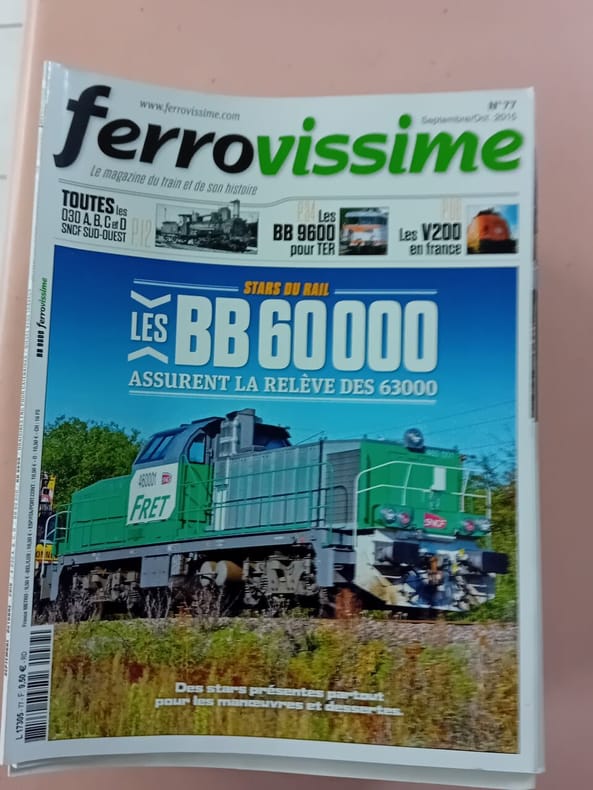 www.ferrovissime.com
N°77
Septembre/Oct. 2015
ferrovissime
Le magazine du train et de son histoire
TOUTES les
030 A, B, C et D
SNCF SUD-OUEST
P.12
Les
BB 9600
pour TER
Les V200
en france
ferrovissime
STARS DU RAIL
LES BB 60000
ASSURENT LA RELÈVE DES 63000
460001
FRET
SNCF
Des stars présentes partout
pour les manœuvres et dessertes.
L 17305 - 77 - F: 9,50 € - RD